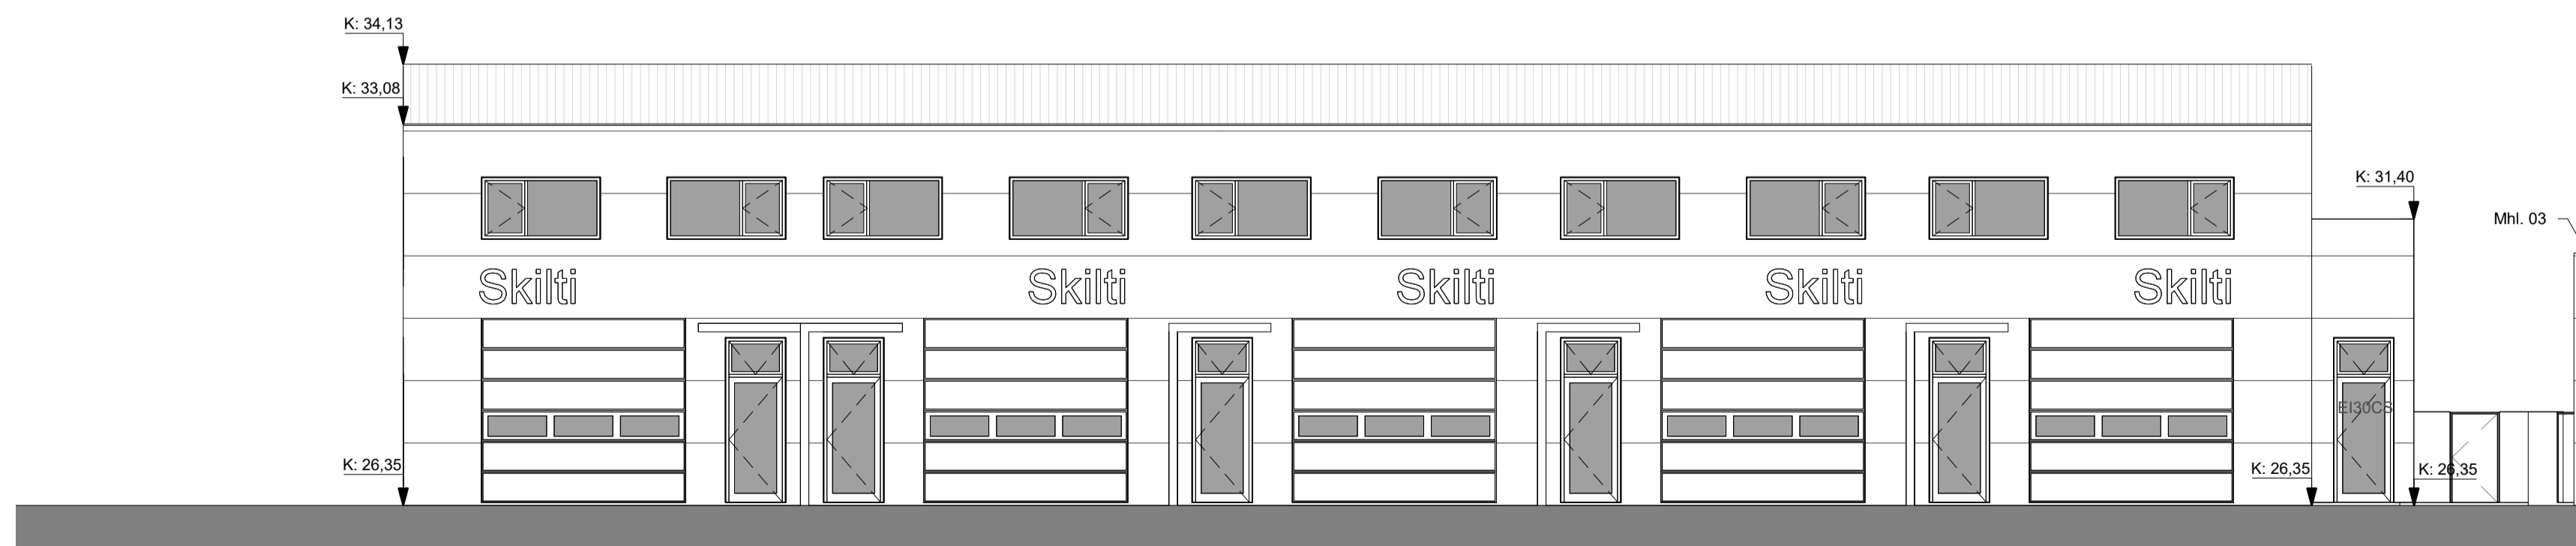 K: 34,13
K: 33,08
K: 31,40
Mhl. 03
Skilti Skilti Skilti Skilti Skilti
EI30CS
K: 26,35
K: 26,35
K: 26,35